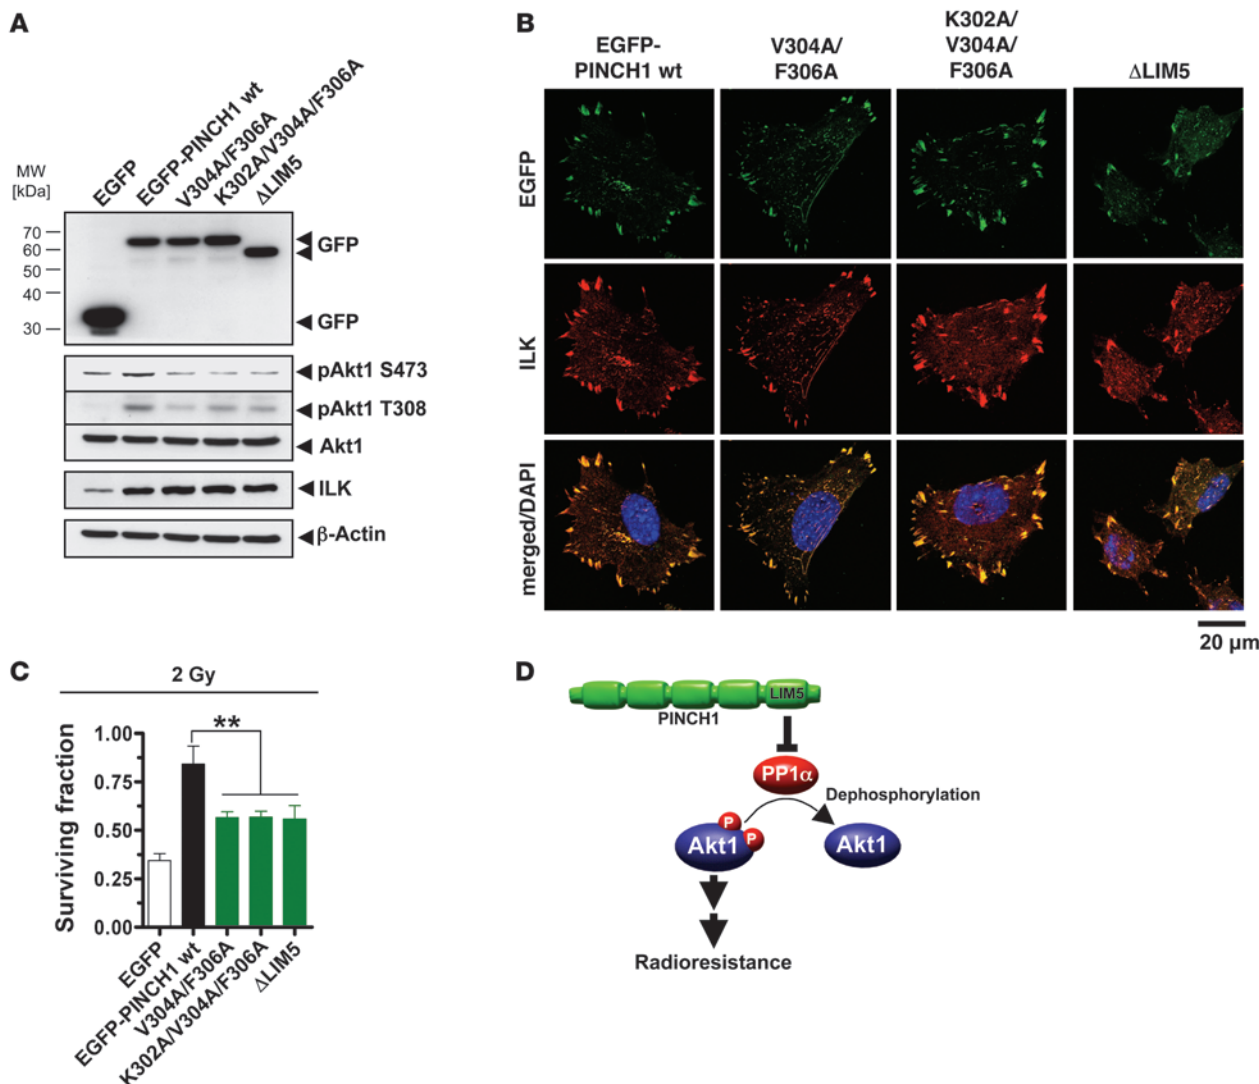 A
MW
[kDa]
EGFP
EGFP-PINCH1 wt
V304A/F306A
K302A/V304A/F306A
ΔLIM5
70
60
50
40
30
GFP
GFP
pAkt1 S473
pAkt1 T308
Akt1
ILK
β-Actin
B
EGFP-
PINCH1 wt
V304A/
F306A
K302A/
V304A/
F306A
ΔLIM5
EGFP
ILK
merged/DAPI
20 μm
C
2 Gy
**
Surviving fraction
1.00
0.75
0.50
0.25
0.00
EGFP
EGFP-PINCH1 wt
V304A/F306A
K302A/V304A/F306A
ΔLIM5
D
LIM5
PINCH1
PP1α
Dephosphorylation
P
P
Akt1
Akt1
Radioresistance